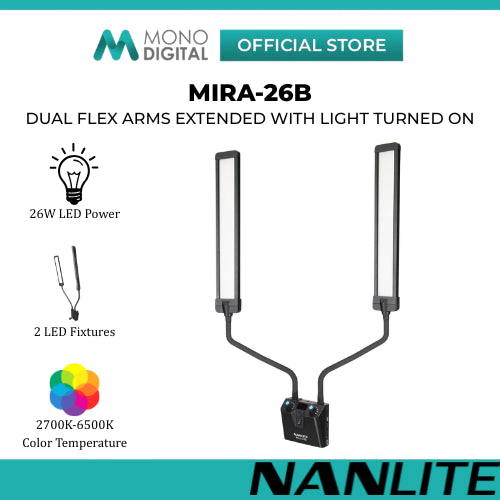 MONO
DIGITAL
OFFICIAL STORE
MIRA-26B
DUAL FLEX ARMS EXTENDED WITH LIGHT TURNED ON
26W LED Power
2 LED Fixtures
2700K-6500K
Color Temperature
NANLITE